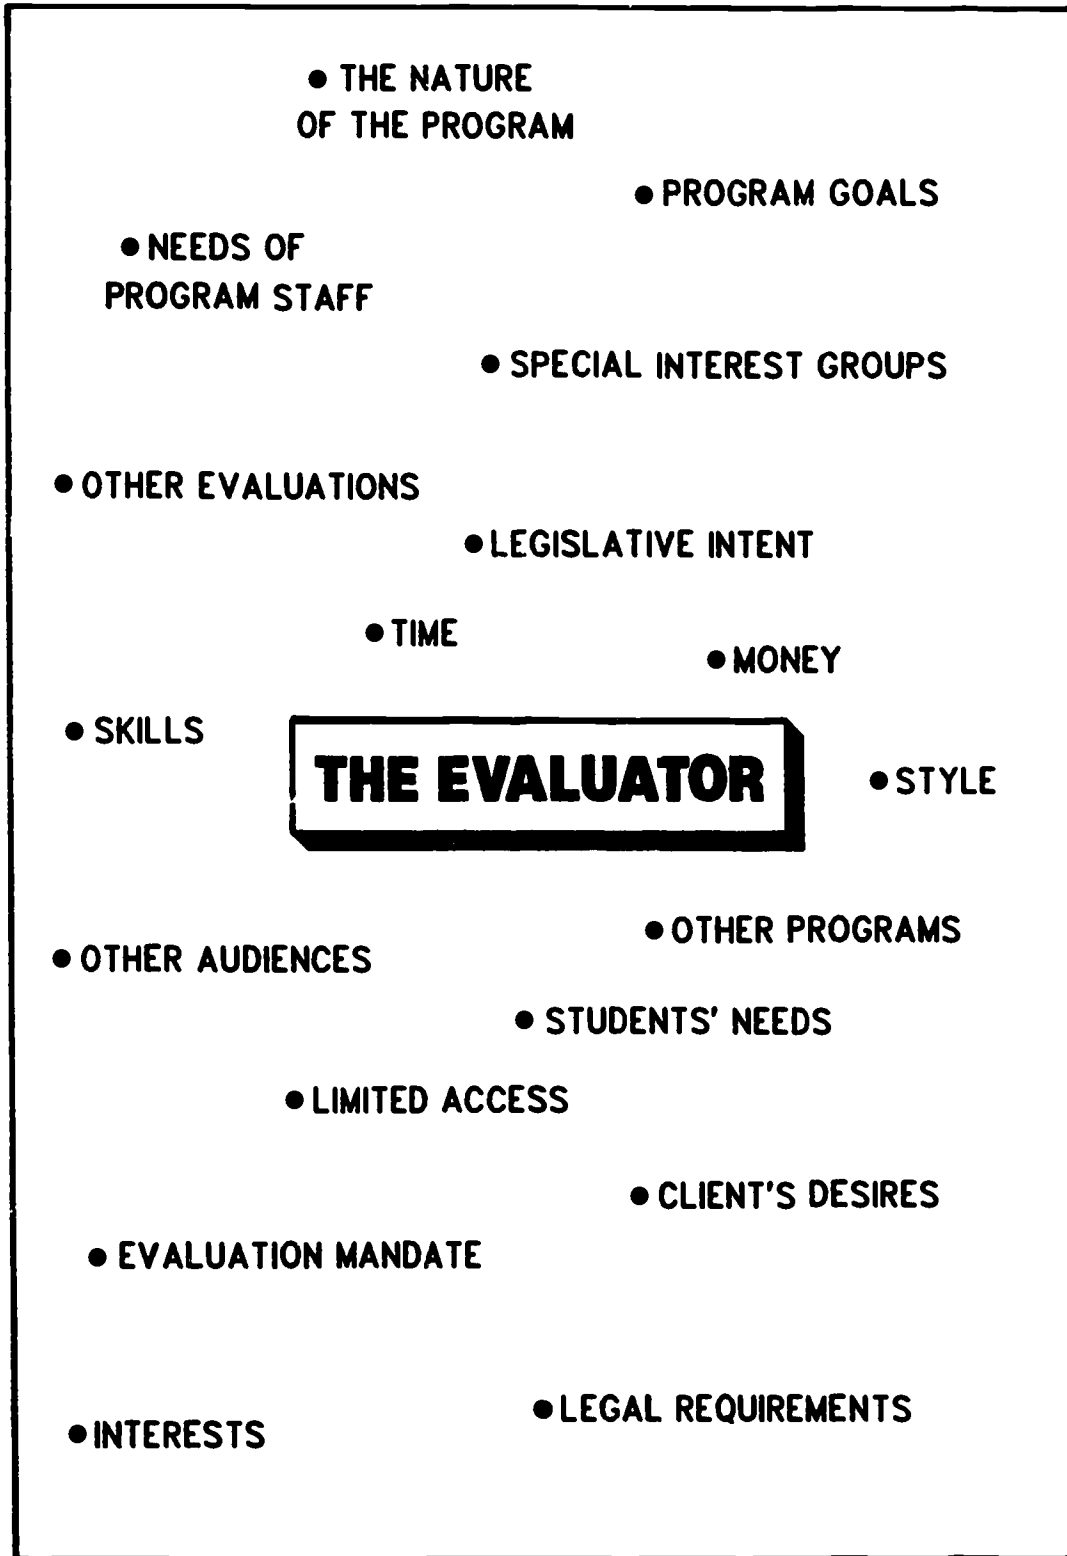 ● THE NATURE
OF THE PROGRAM
● PROGRAM GOALS
● NEEDS OF
PROGRAM STAFF
● SPECIAL INTEREST GROUPS
● OTHER EVALUATIONS
● LEGISLATIVE INTENT
● TIME
● MONEY
● SKILLS
THE EVALUATOR
● STYLE
● OTHER PROGRAMS
● OTHER AUDIENCES
● STUDENTS' NEEDS
● LIMITED ACCESS
● CLIENT'S DESIRES
● EVALUATION MANDATE
● LEGAL REQUIREMENTS
● INTERESTS